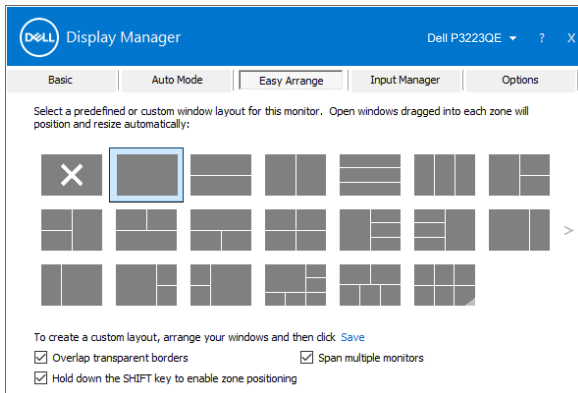 DELL Display Manager Dell P3223QE ? X
Basic Auto Mode Easy Arrange Input Manager Options
Select a predefined or custom window layout for this monitor. Open windows dragged into each zone will
position and resize automatically:
To create a custom layout, arrange your windows and then click Save
Overlap transparent borders Span multiple monitors
Hold down the SHIFT key to enable zone positioning